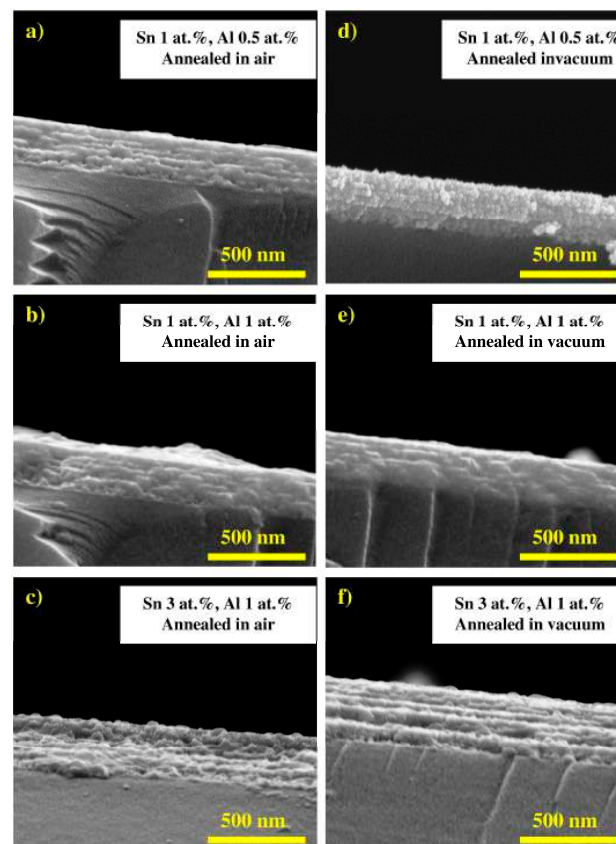 a)
Sn 1 at.%, Al 0.5 at.%
Annealed in air
500 nm
d)
Sn 1 at.%, Al 0.5 at.%
Annealed invacuum
500 nm
b)
Sn 1 at.%, Al 1 at.%
Annealed in air
500 nm
e)
Sn 1 at.%, Al 1 at.%
Annealed in vacuum
500 nm
c)
Sn 3 at.%, Al 1 at.%
Annealed in air
500 nm
f)
Sn 3 at.%, Al 1 at.%
Annealed in vacuum
500 nm